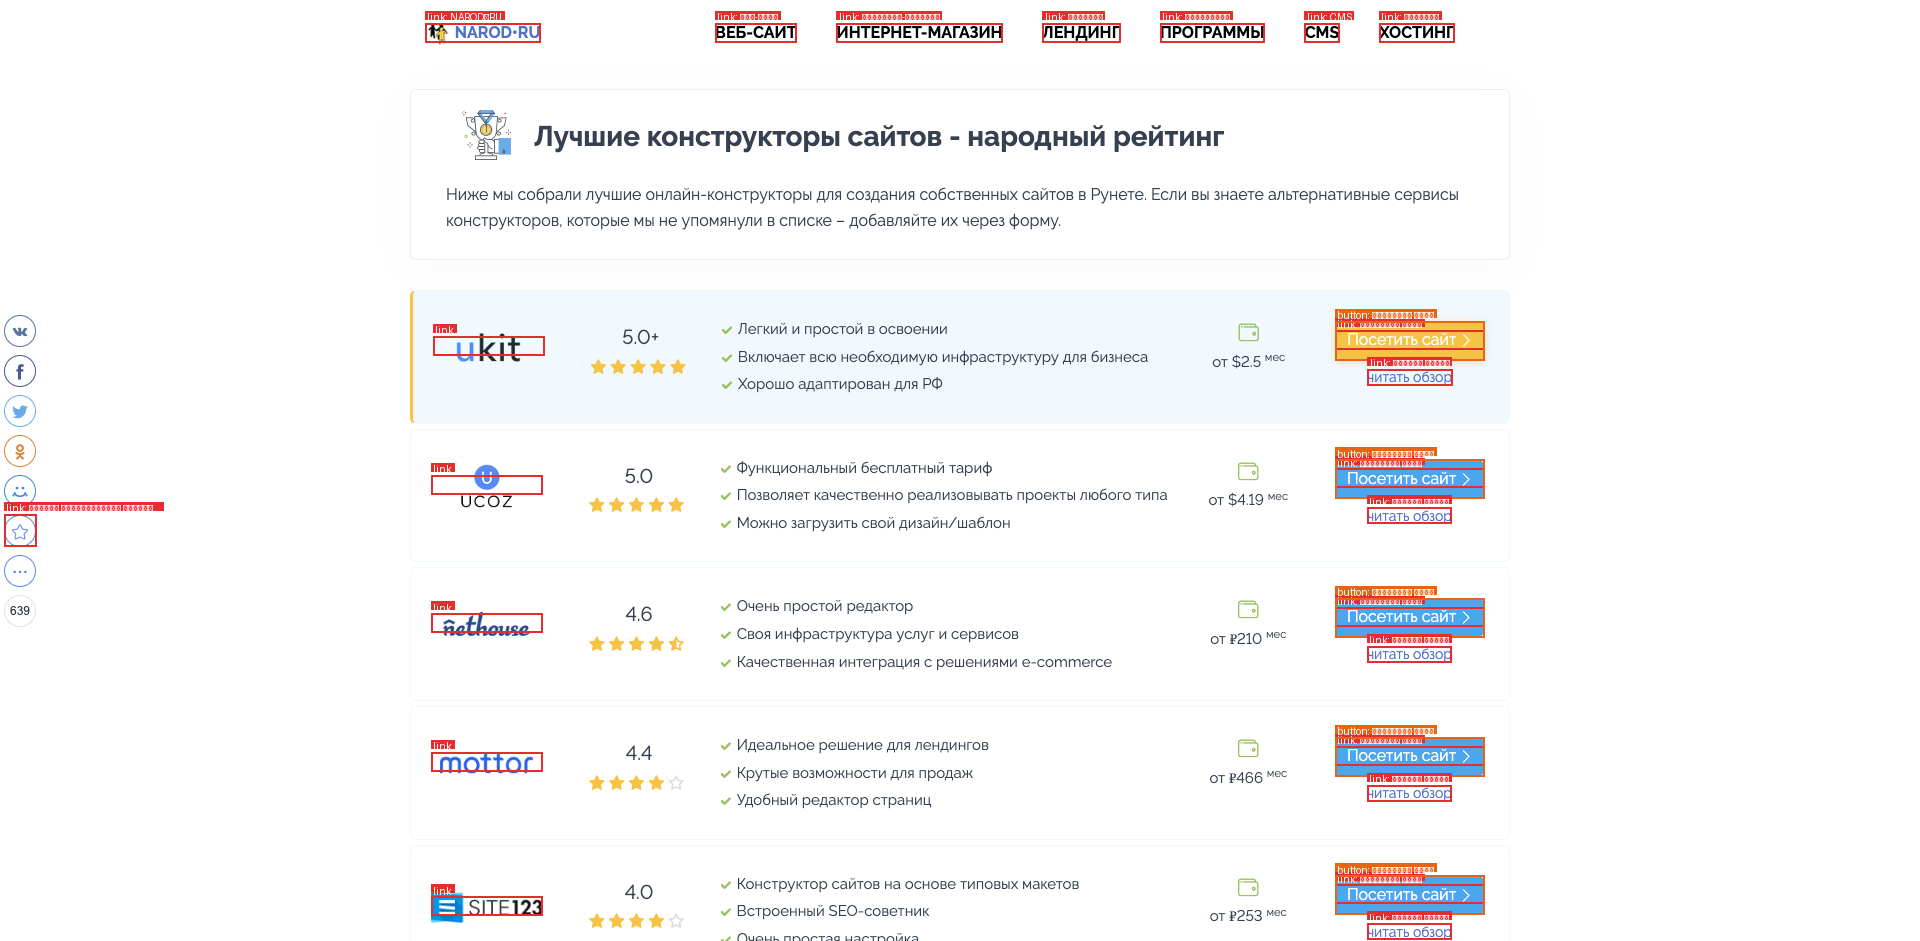 NAROD•RU
ВЕБ-САЙТ
ИНТЕРНЕТ-МАГАЗИН
ЛЕНДИНГ
ПРОГРАММЫ
CMS
ХОСТИНГ
Лучшие конструкторы сайтов - народный рейтинг
Ниже мы собрали лучшие онлайн-конструкторы для создания собственных сайтов в Рунете. Если вы знаете альтернативные сервисы
конструкторов, которые мы не упомянули в списке – добавляйте их через форму.
link
ukit
5.0+
Легкий и простой в освоении
Включает всю необходимую инфраструктуру для бизнеса
Хорошо адаптирован для РФ
от $2.5 мес
Посетить сайт
читать обзор
link
UCOZ
5.0
Функциональный бесплатный тариф
Позволяет качественно реализовывать проекты любого типа
Можно загрузить свой дизайн/шаблон
от $4.19 мес
Посетить сайт
читать обзор
639
link
nethouse
4.6
Очень простой редактор
Своя инфраструктура услуг и сервисов
Качественная интеграция с решениями e-commerce
от ₽210 мес
Посетить сайт
читать обзор
link
mottor
4.4
Идеальное решение для лендингов
Крутые возможности для продаж
Удобный редактор страниц
от ₽466 мес
Посетить сайт
читать обзор
link
SITE123
4.0
Конструктор сайтов на основе типовых макетов
Встроенный SEO-советник
Очень простая настройка
от ₽253 мес
Посетить сайт
читать обзор